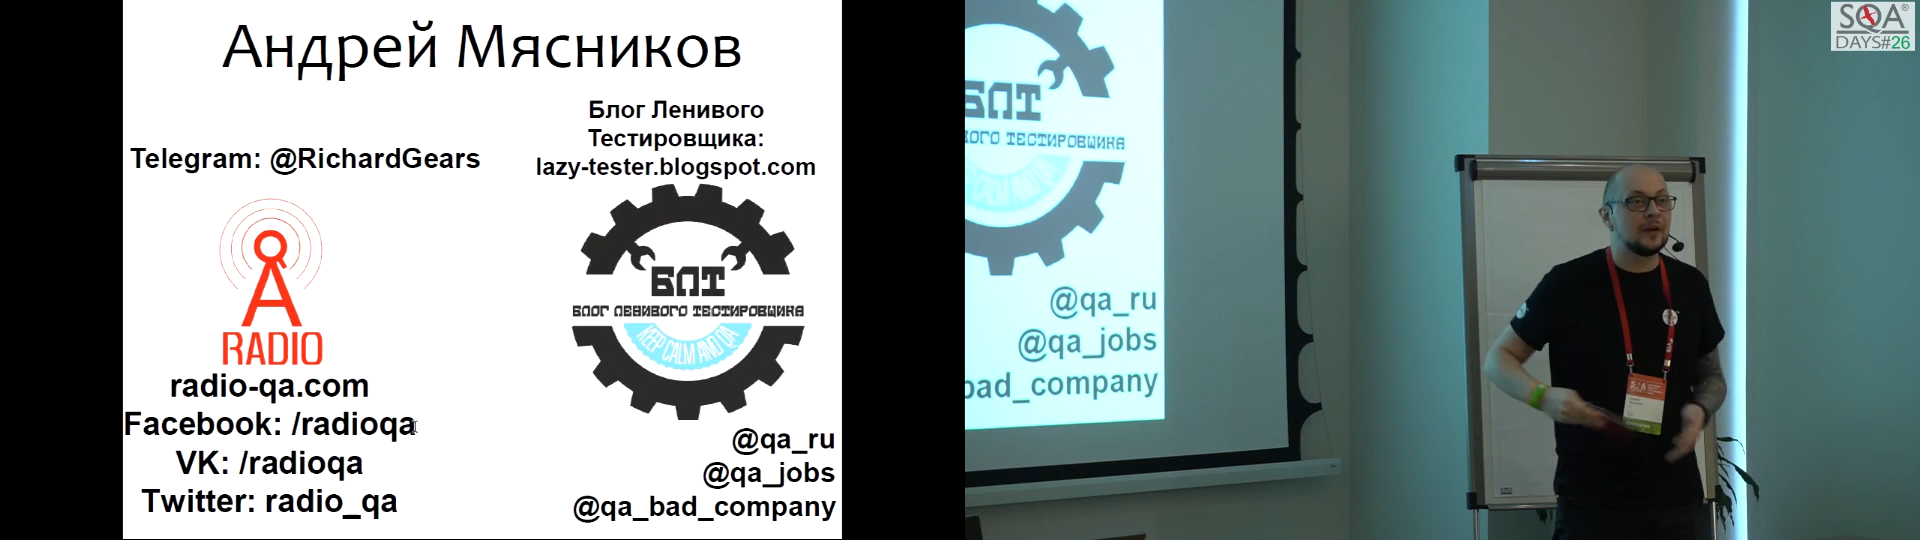 Андрей Мясников
Блог Ленивого
Тестировщика:
lazy-tester.blogspot.com
Telegram: @RichardGears
RADIO
radio-qa.com
Facebook: /radioqa
VK: /radioqa
Twitter: radio_qa
БЛТ
БЛОГ ЛЕНИВОГО ТЕСТИРОВЩИКА
KEEP CALM AND QA
@qa_ru
@qa_jobs
@qa_bad_company
БЛТ
ТЕСТИРОВЩИКА
@qa_ru
@qa_jobs
bad_company
SQA
DAYS#26
SQA